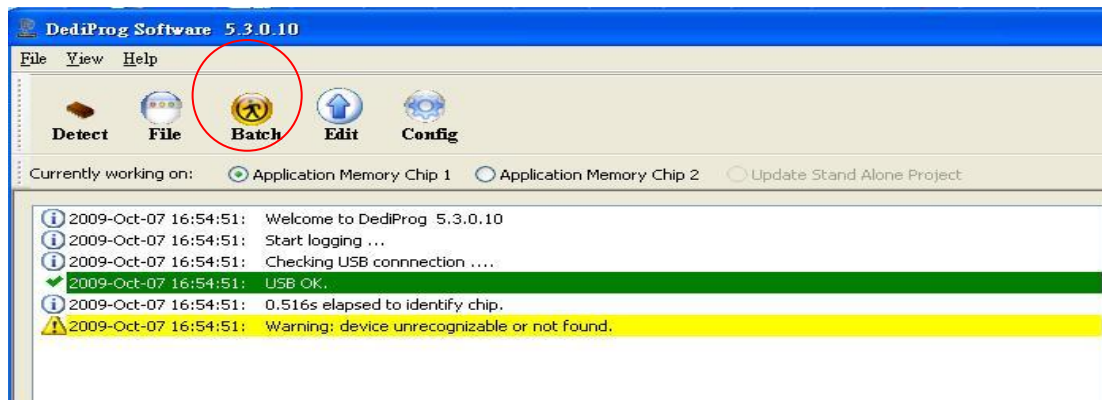 DediProg Software 5.3.0.10
File View Help
Detect File Batch Edit Config
Currently working on: Application Memory Chip 1 Application Memory Chip 2 Update Stand Alone Project
2009-Oct-07 16:54:51: Welcome to DediProg 5.3.0.10
2009-Oct-07 16:54:51: Start logging ...
2009-Oct-07 16:54:51: Checking USB connnection ....
2009-Oct-07 16:54:51: USB OK.
2009-Oct-07 16:54:51: 0.516s elapsed to identify chip.
2009-Oct-07 16:54:51: Warning: device unrecognizable or not found.